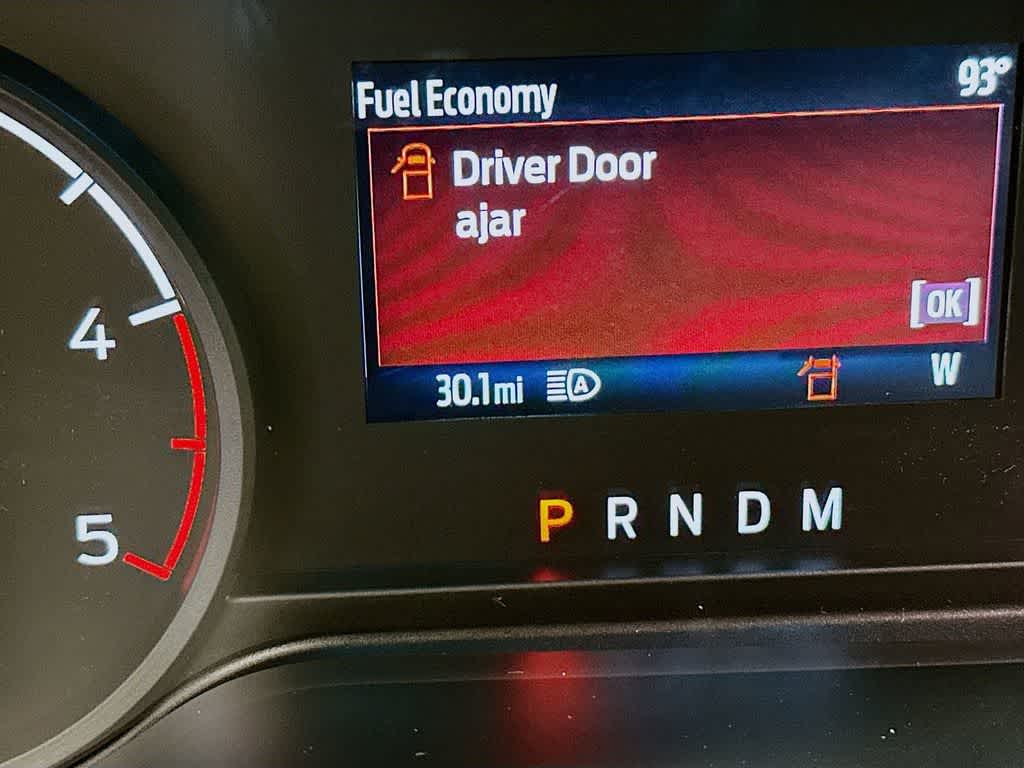 Fuel Economy 93°
Driver Door
ajar
[OK]
30.1mi A W
4
5
P R N D M